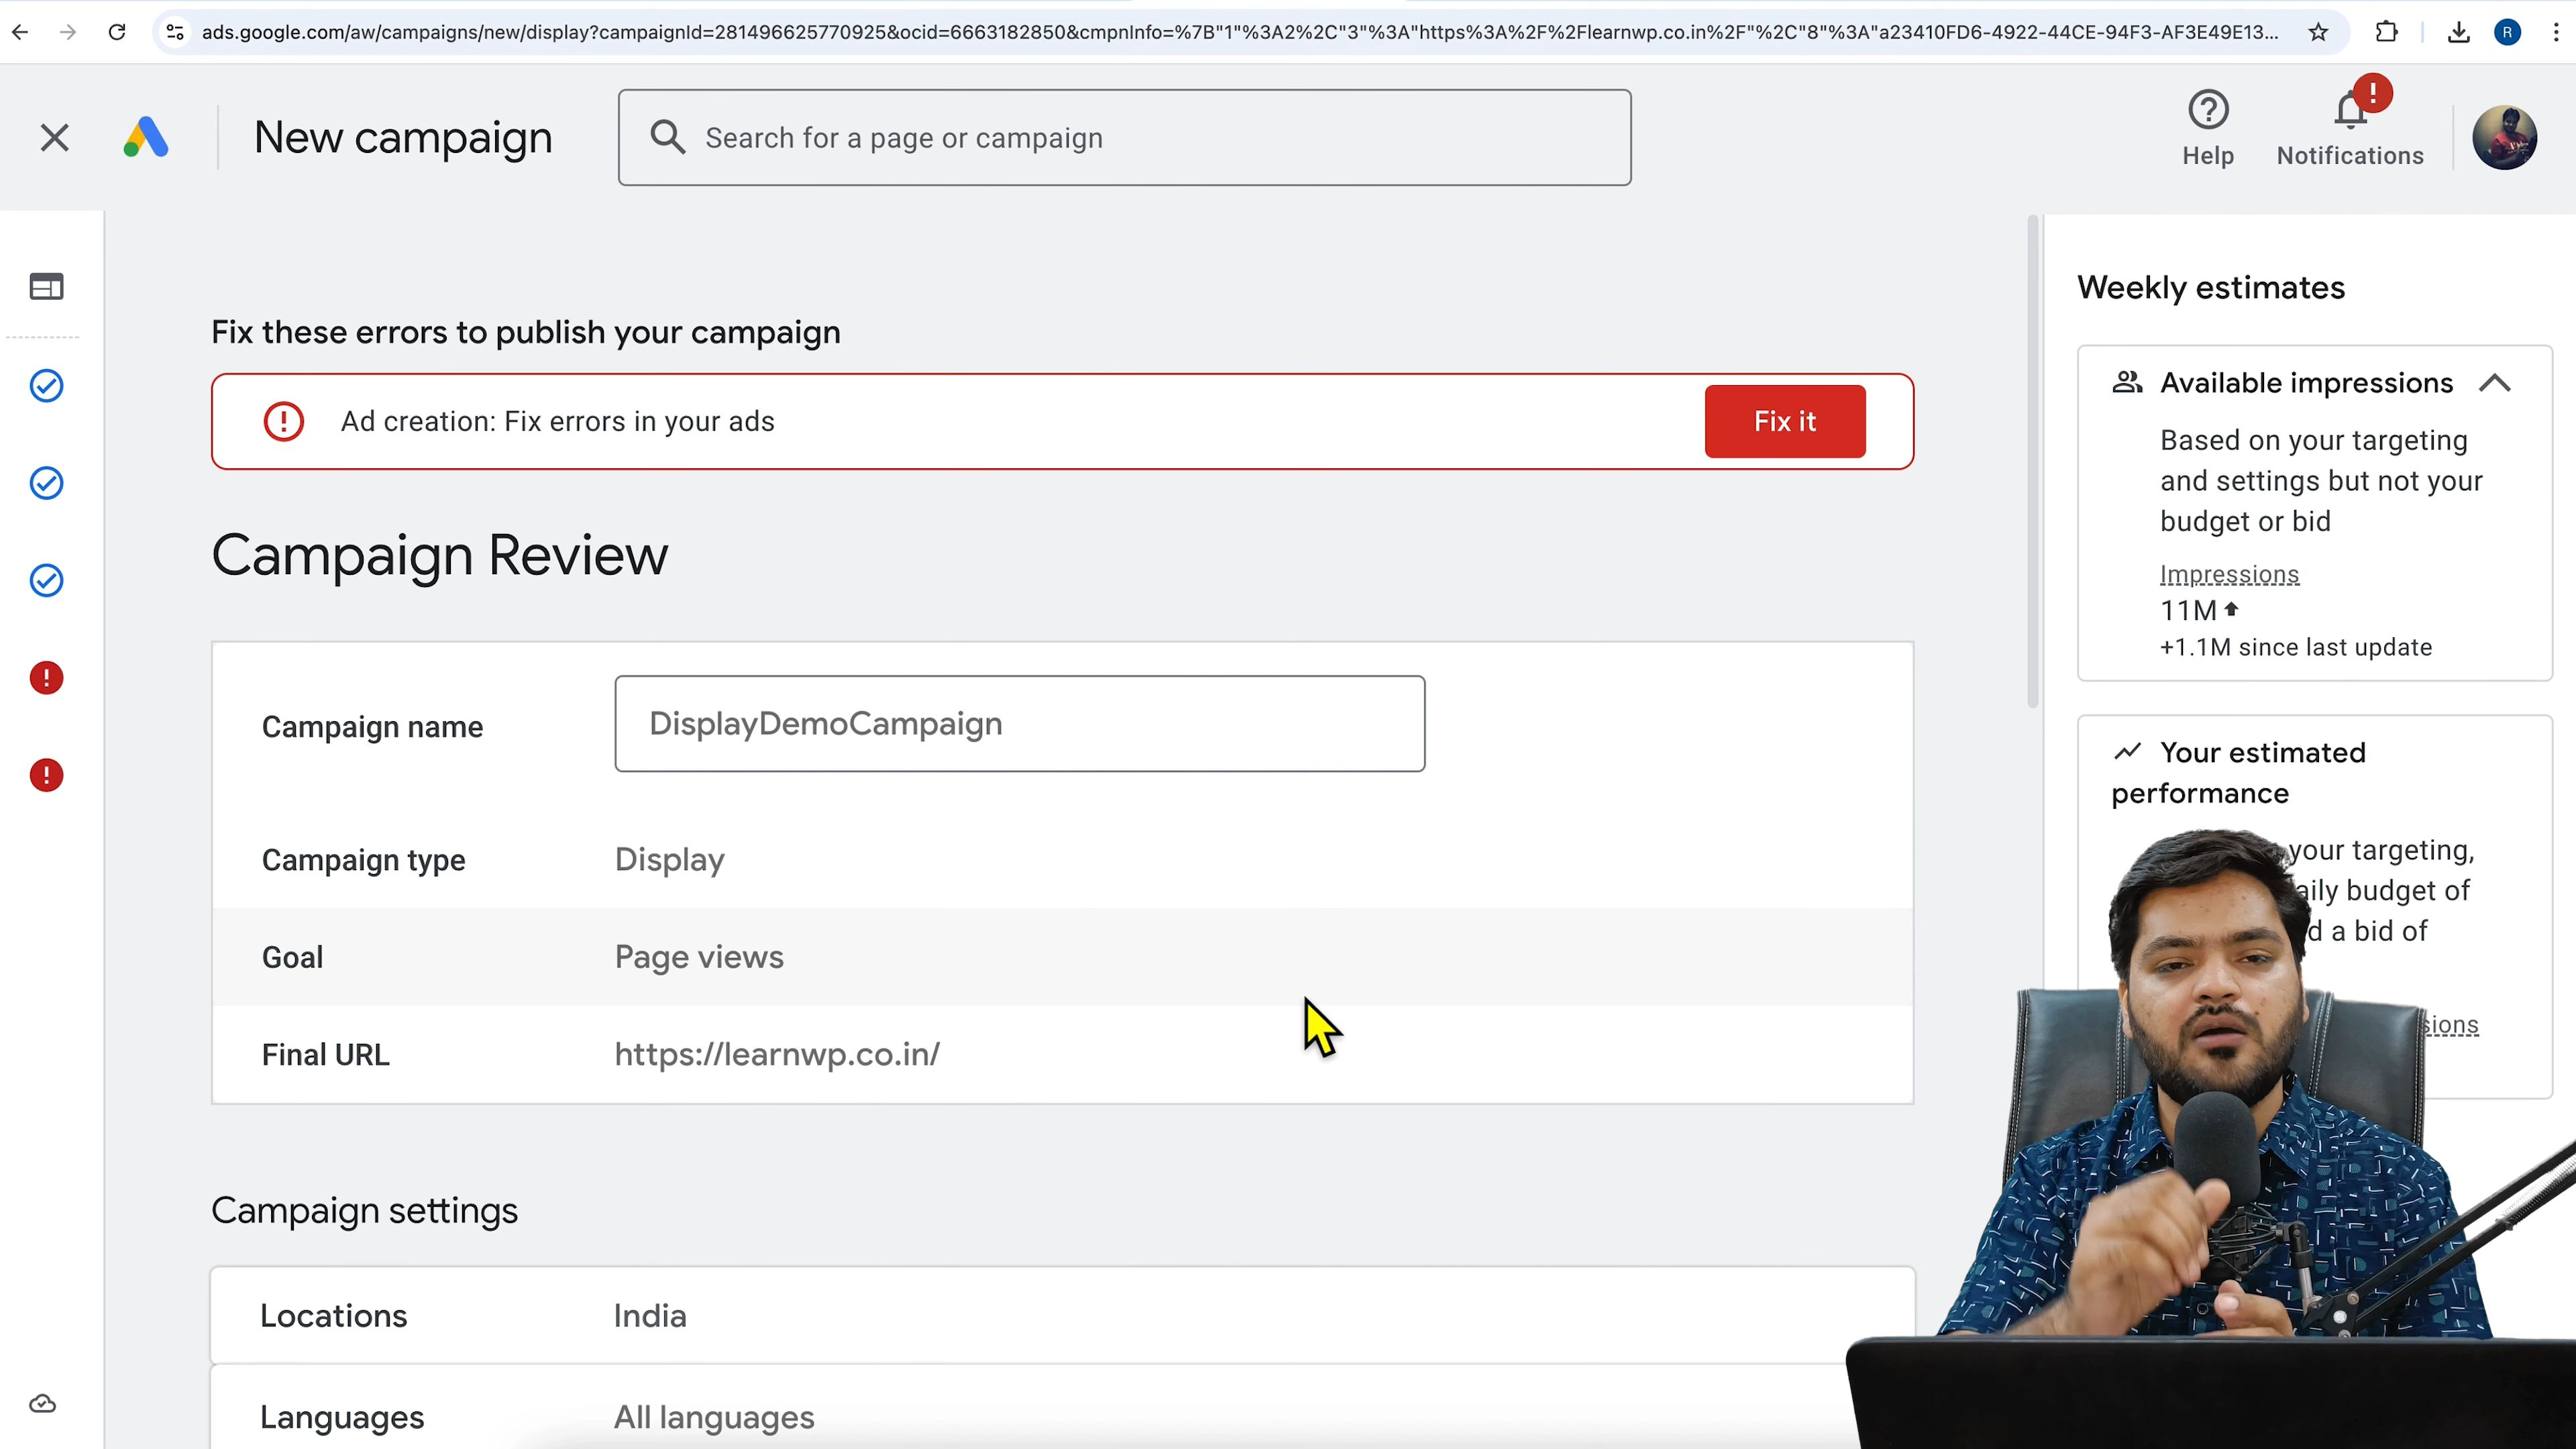 ads.google.com/aw/campaigns/new/display?campaignId=281496625770925&ocid=6663182850&cmpnInfo=%7B"1"%3A2%2C"3"%3A"https%3A%2F%2Flearnwp.co.in%2F"%2C"8"%3A"a23410FD6-4922-44CE-94F3-AF3E49E13...
R
New campaign
Search for a page or campaign
Help
Notifications
Fix these errors to publish your campaign
Ad creation: Fix errors in your ads
Fix it
Campaign Review
Campaign name
DisplayDemoCampaign
Campaign type
Display
Goal
Page views
Final URL
https://learnwp.co.in/
Campaign settings
Locations
India
Languages
All languages
Weekly estimates
Available impressions
Based on your targeting
and settings but not your
budget or bid
Impressions
11M
+1.1M since last update
Your estimated
performance
your targeting,
budget of
a bid of